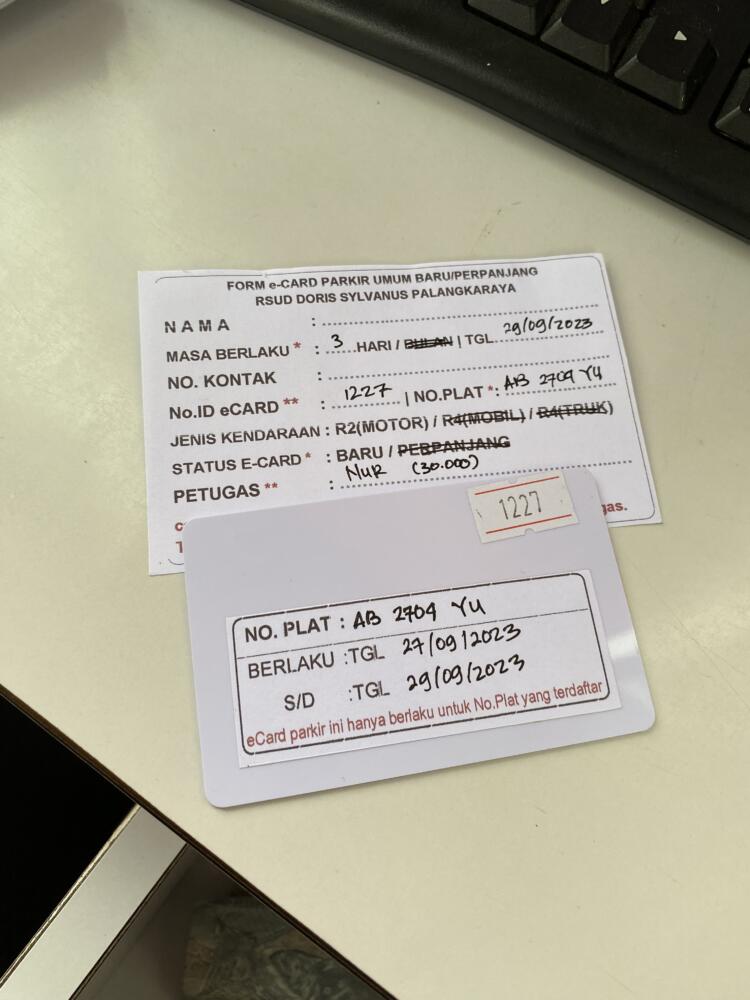 FORM e-CARD PARKIR UMUM BARU/PERPANJANG
RSUD DORIS SYLVANUS PALANGKARAYA
NAMA :
MASA BERLAKU * : 3 HARI / BULAN | TGL 29/09/2023
NO. KONTAK :
No.ID eCARD ** : 1227 | NO.PLAT *: AB 2709 YU
JENIS KENDARAAN : R2(MOTOR) / R4(MOBIL) / R4(TRUK)
STATUS E-CARD * : BARU / PERPANJANG
PETUGAS ** : NUR (30.000)
1227
NO. PLAT : AB 2709 YU
BERLAKU :TGL 27/09/2023
S/D :TGL 29/09/2023
eCard parkir ini hanya berlaku untuk No.Plat yang terdaftar